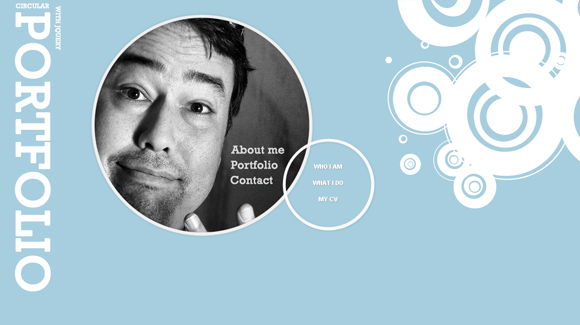 CIRCULAR
PORTFOLIO
WITH JQUERY
About me
Portfolio
Contact
WHO I AM
WHAT I DO
MY CV